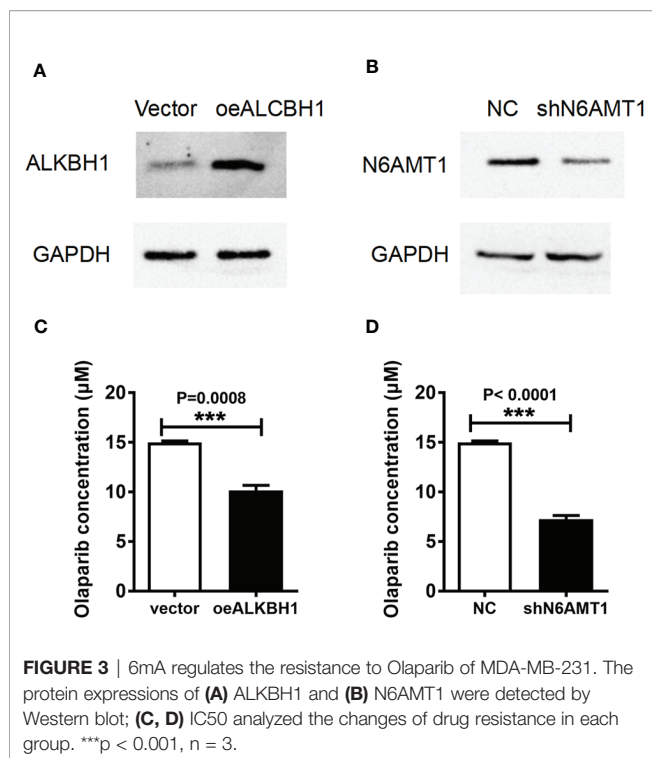 A
B
Vector oeALCBH1
NC shN6AMT1
ALKBH1
N6AMT1
GAPDH
GAPDH
C
D
Olaparib concentration (μM)
20
15
10
5
0
P=0.0008
***
vector oeALKBH1
Olaparib concentration (μM)
20
15
10
5
0
P< 0.0001
***
NC shN6AMT1
FIGURE 3 | 6mA regulates the resistance to Olaparib of MDA-MB-231. The
protein expressions of (A) ALKBH1 and (B) N6AMT1 were detected by
Western blot; (C, D) IC50 analyzed the changes of drug resistance in each
group. ***p < 0.001, n = 3.